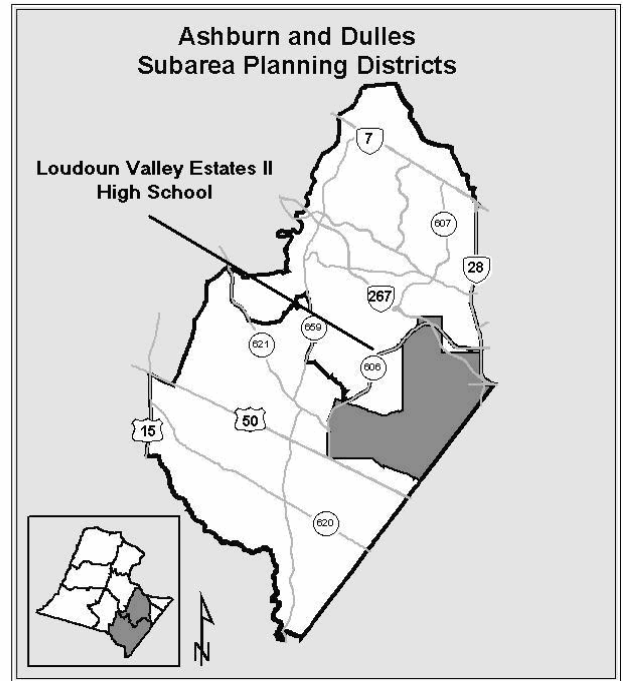 Ashburn and Dulles
Subarea Planning Districts
7
Loudoun Valley Estates II
High School
607
28
267
659
621
606
50
15
620
N